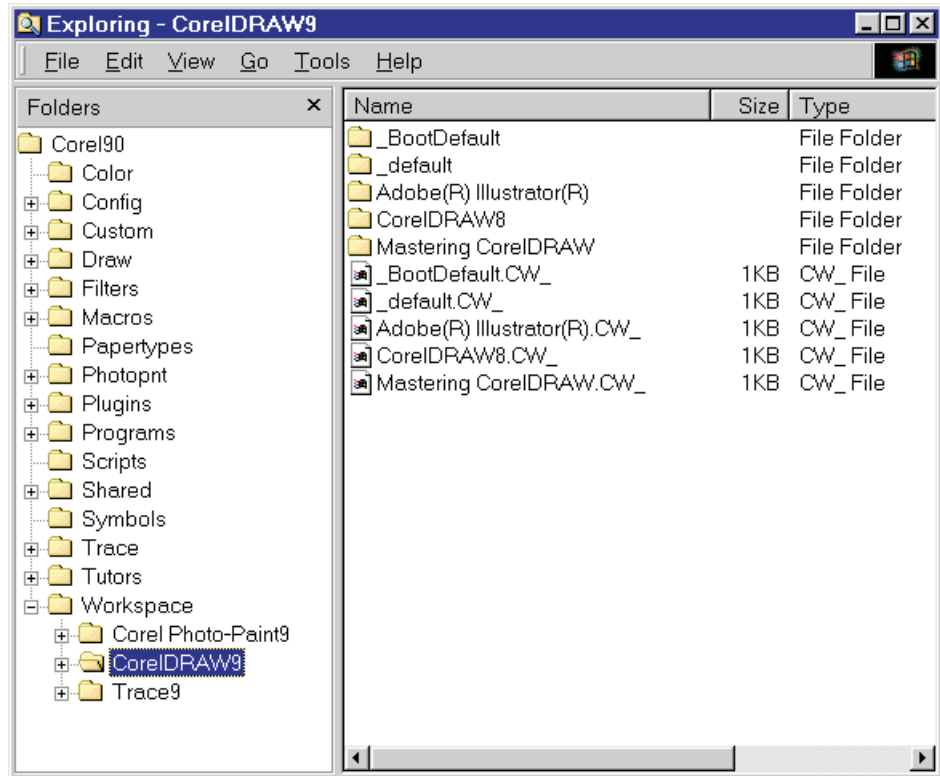 Exploring - CorelDRAW9
File Edit View Go Tools Help
Folders ×
Corel90
Color
Config
Custom
Draw
Filters
Macros
Papertypes
Photopnt
Plugins
Programs
Scripts
Shared
Symbols
Trace
Tutors
Workspace
Corel Photo-Paint9
CorelDRAW9
Trace9
Name Size Type
_BootDefault File Folder
_default File Folder
Adobe(R) Illustrator(R) File Folder
CorelDRAW8 File Folder
Mastering CorelDRAW File Folder
_BootDefault.CW_ 1KB CW_ File
_default.CW_ 1KB CW_ File
Adobe(R) Illustrator(R).CW_ 1KB CW_ File
CorelDRAW8.CW_ 1KB CW_ File
Mastering CorelDRAW.CW_ 1KB CW_ File